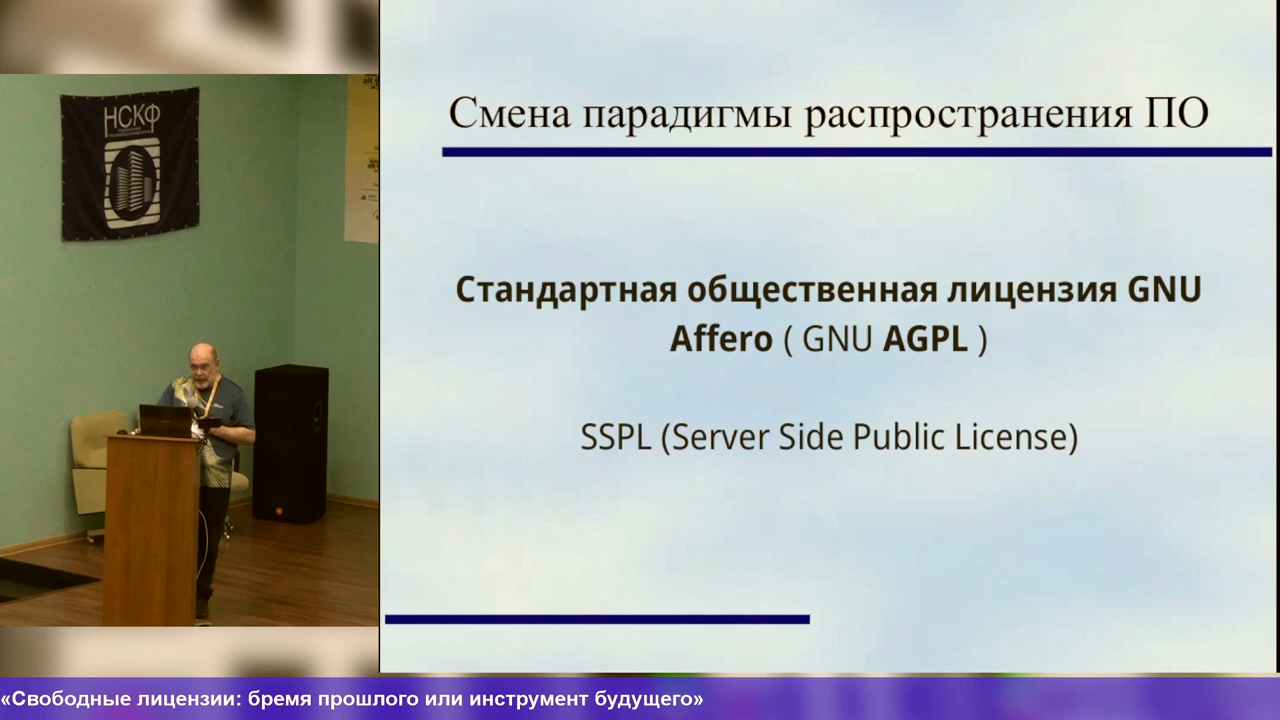 НСКФ
Смена парадигмы распространения ПО
Стандартная общественная лицензия GNU
Affero ( GNU AGPL )
SSPL (Server Side Public License)
«Свободные лицензии: бремя прошлого или инструмент будущего»